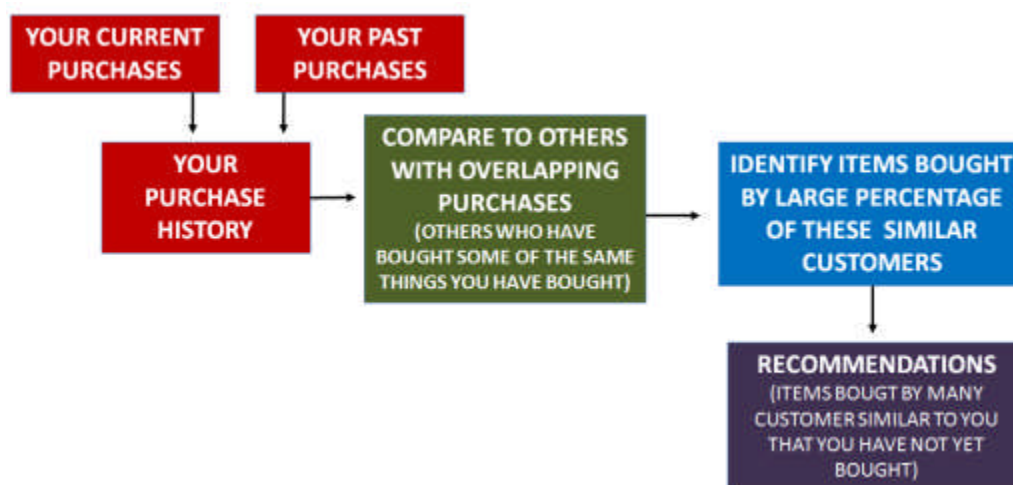 YOUR CURRENT
PURCHASES
YOUR PAST
PURCHASES
YOUR
PURCHASE
HISTORY
COMPARE TO OTHERS
WITH OVERLAPPING
PURCHASES
(OTHERS WHO HAVE
BOUGHT SOME OF THE SAME
THINGS YOU HAVE BOUGHT)
IDENTIFY ITEMS BOUGHT
BY LARGE PERCENTAGE
OF THESE SIMILAR
CUSTOMERS
RECOMMENDATIONS
(ITEMS BOUGT BY MANY
CUSTOMER SIMILAR TO YOU
THAT YOU HAVE NOT YET
BOUGHT)